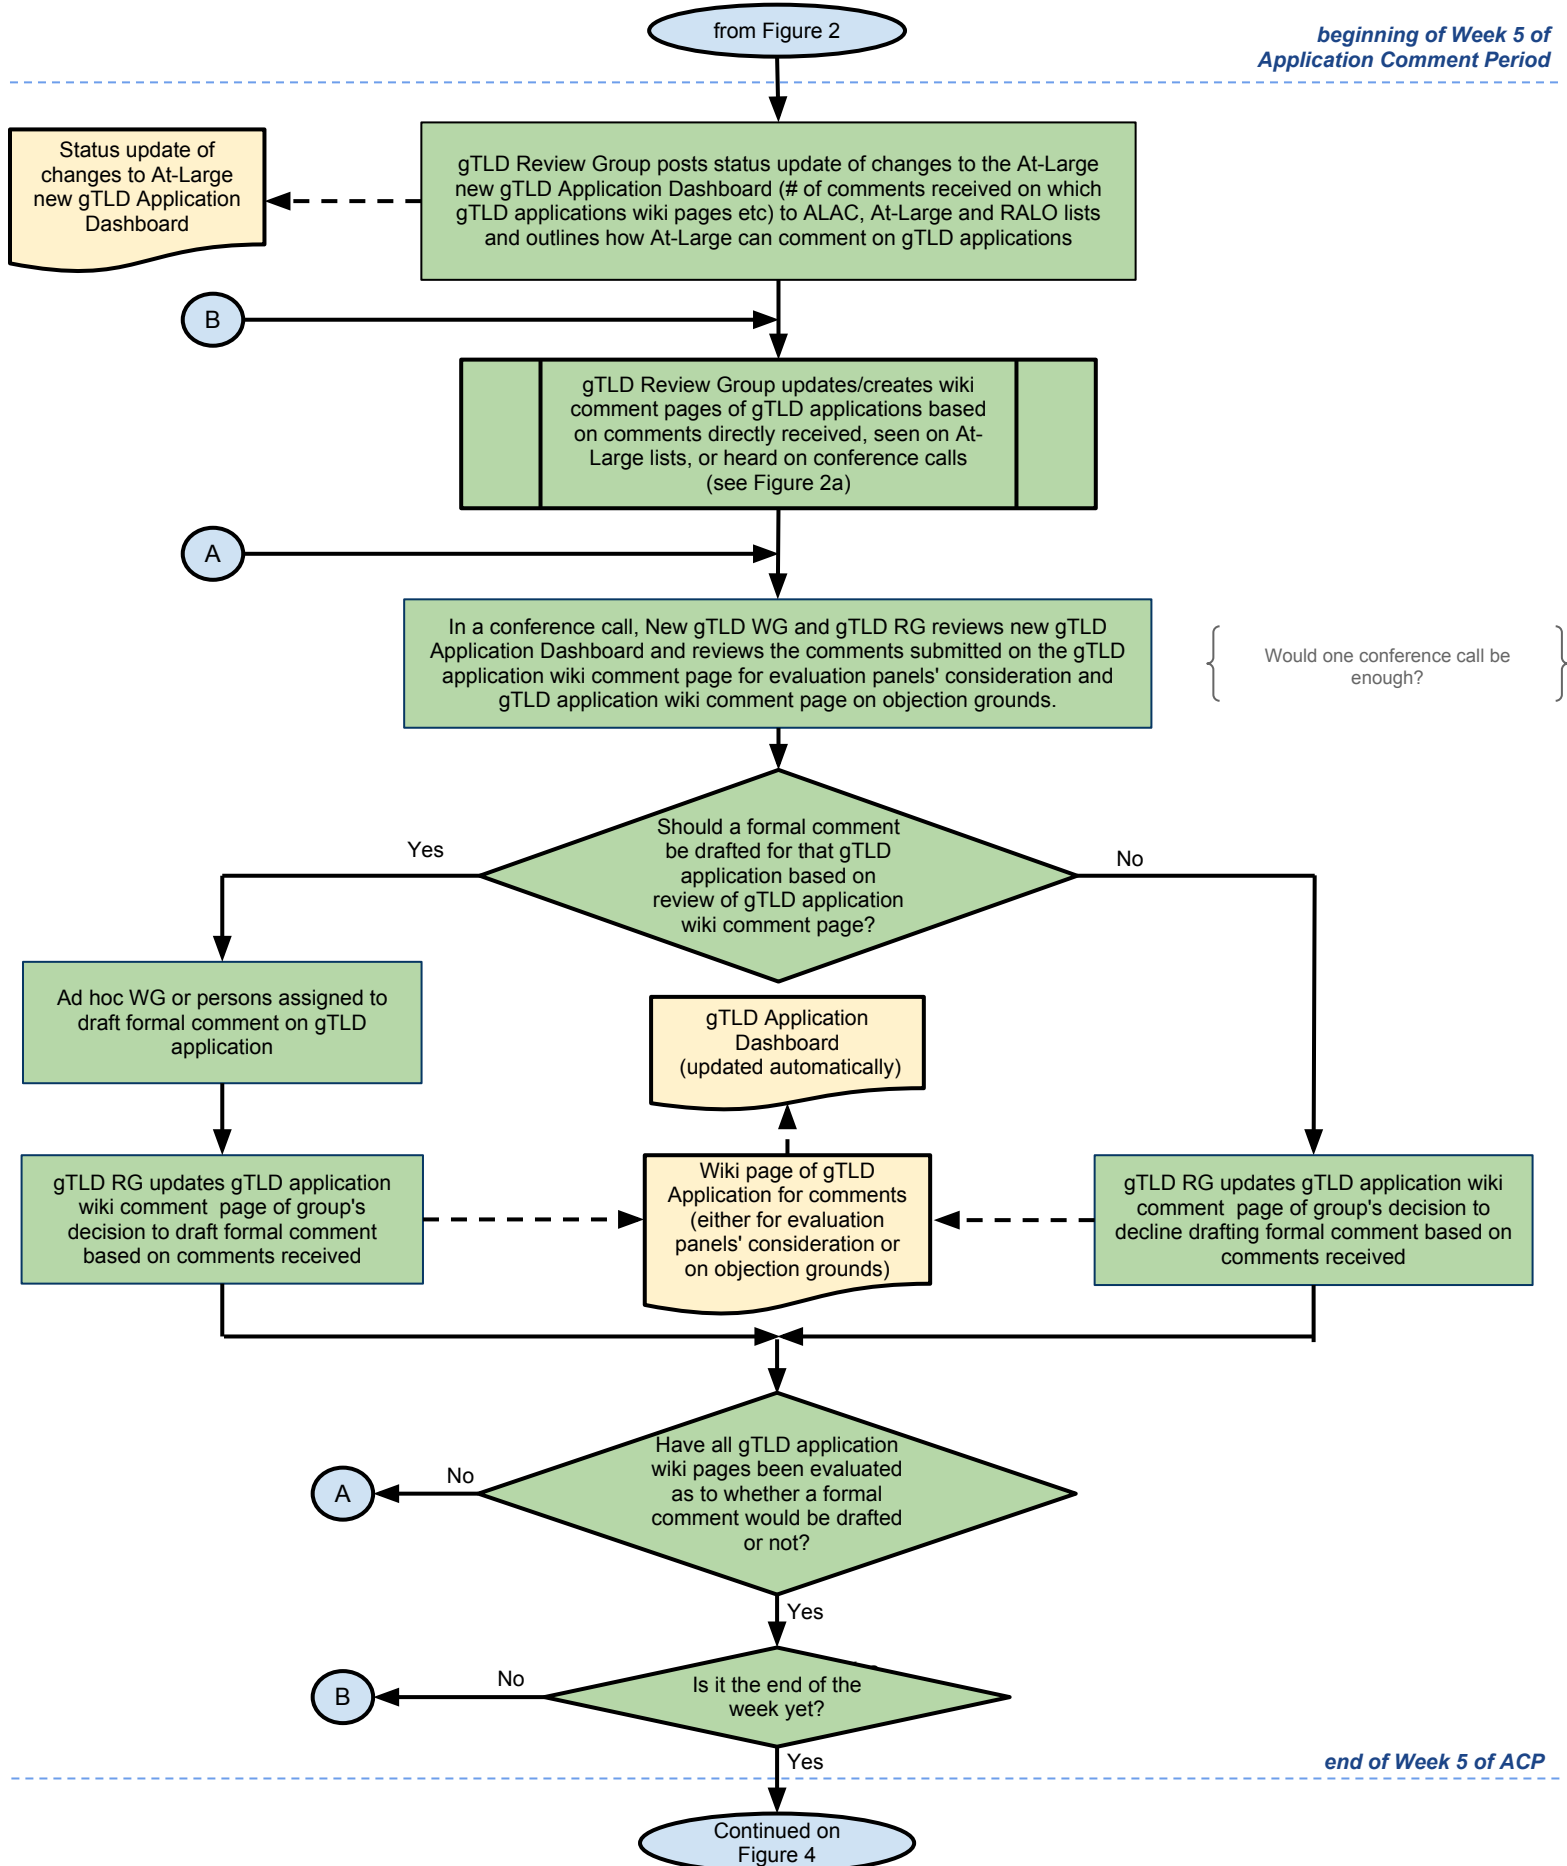 from Figure 2
beginning of Week 5 of
Application Comment Period
Status update of
changes to At-Large
new gTLD Application
Dashboard
gTLD Review Group posts status update of changes to the At-Large
new gTLD Application Dashboard (# of comments received on which
gTLD applications wiki pages etc) to ALAC, At-Large and RALO lists
and outlines how At-Large can comment on gTLD applications
B
gTLD Review Group updates/creates wiki
comment pages of gTLD applications based
on comments directly received, seen on At-
Large lists, or heard on conference calls
(see Figure 2a)
A
In a conference call, New gTLD WG and gTLD RG reviews new gTLD
Application Dashboard and reviews the comments submitted on the gTLD
application wiki comment page for evaluation panels' consideration and
gTLD application wiki comment page on objection grounds.
Would one conference call be
enough?
Should a formal comment
be drafted for that gTLD
application based on
review of gTLD application
wiki comment page?
Yes
No
Ad hoc WG or persons assigned to
draft formal comment on gTLD
application
gTLD Application
Dashboard
(updated automatically)
gTLD RG updates gTLD application
wiki comment  page of group's
decision to draft formal comment
based on comments received
Wiki page of gTLD
Application for comments
(either for evaluation
panels' consideration or
on objection grounds)
gTLD RG updates gTLD application wiki
comment  page of group's decision to
decline drafting formal comment based on
comments received
Have all gTLD application
wiki pages been evaluated
as to whether a formal
comment would be drafted
or not?
No
A
Yes
Is it the end of the
week yet?
No
B
Yes
end of Week 5 of ACP
Continued on
Figure 4